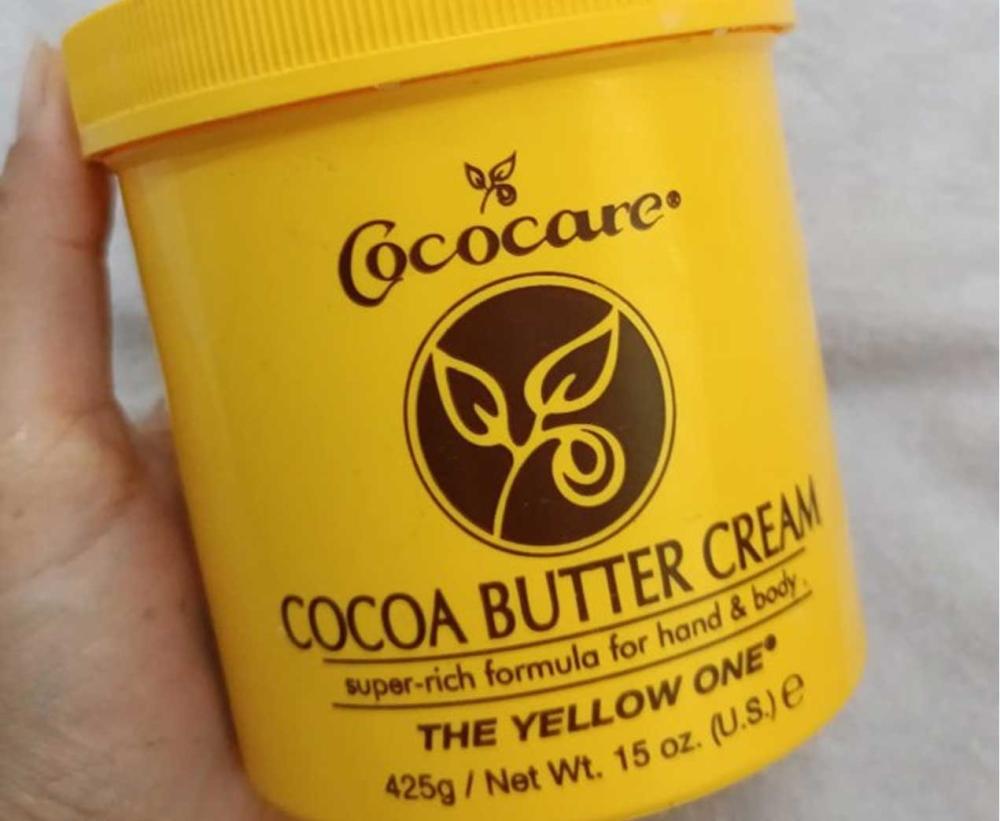 Cococare®
COCOA BUTTER CREAM
super-rich formula for hand & body
THE YELLOW ONE®
425g / Net Wt. 15 oz. (U.S.) ℮